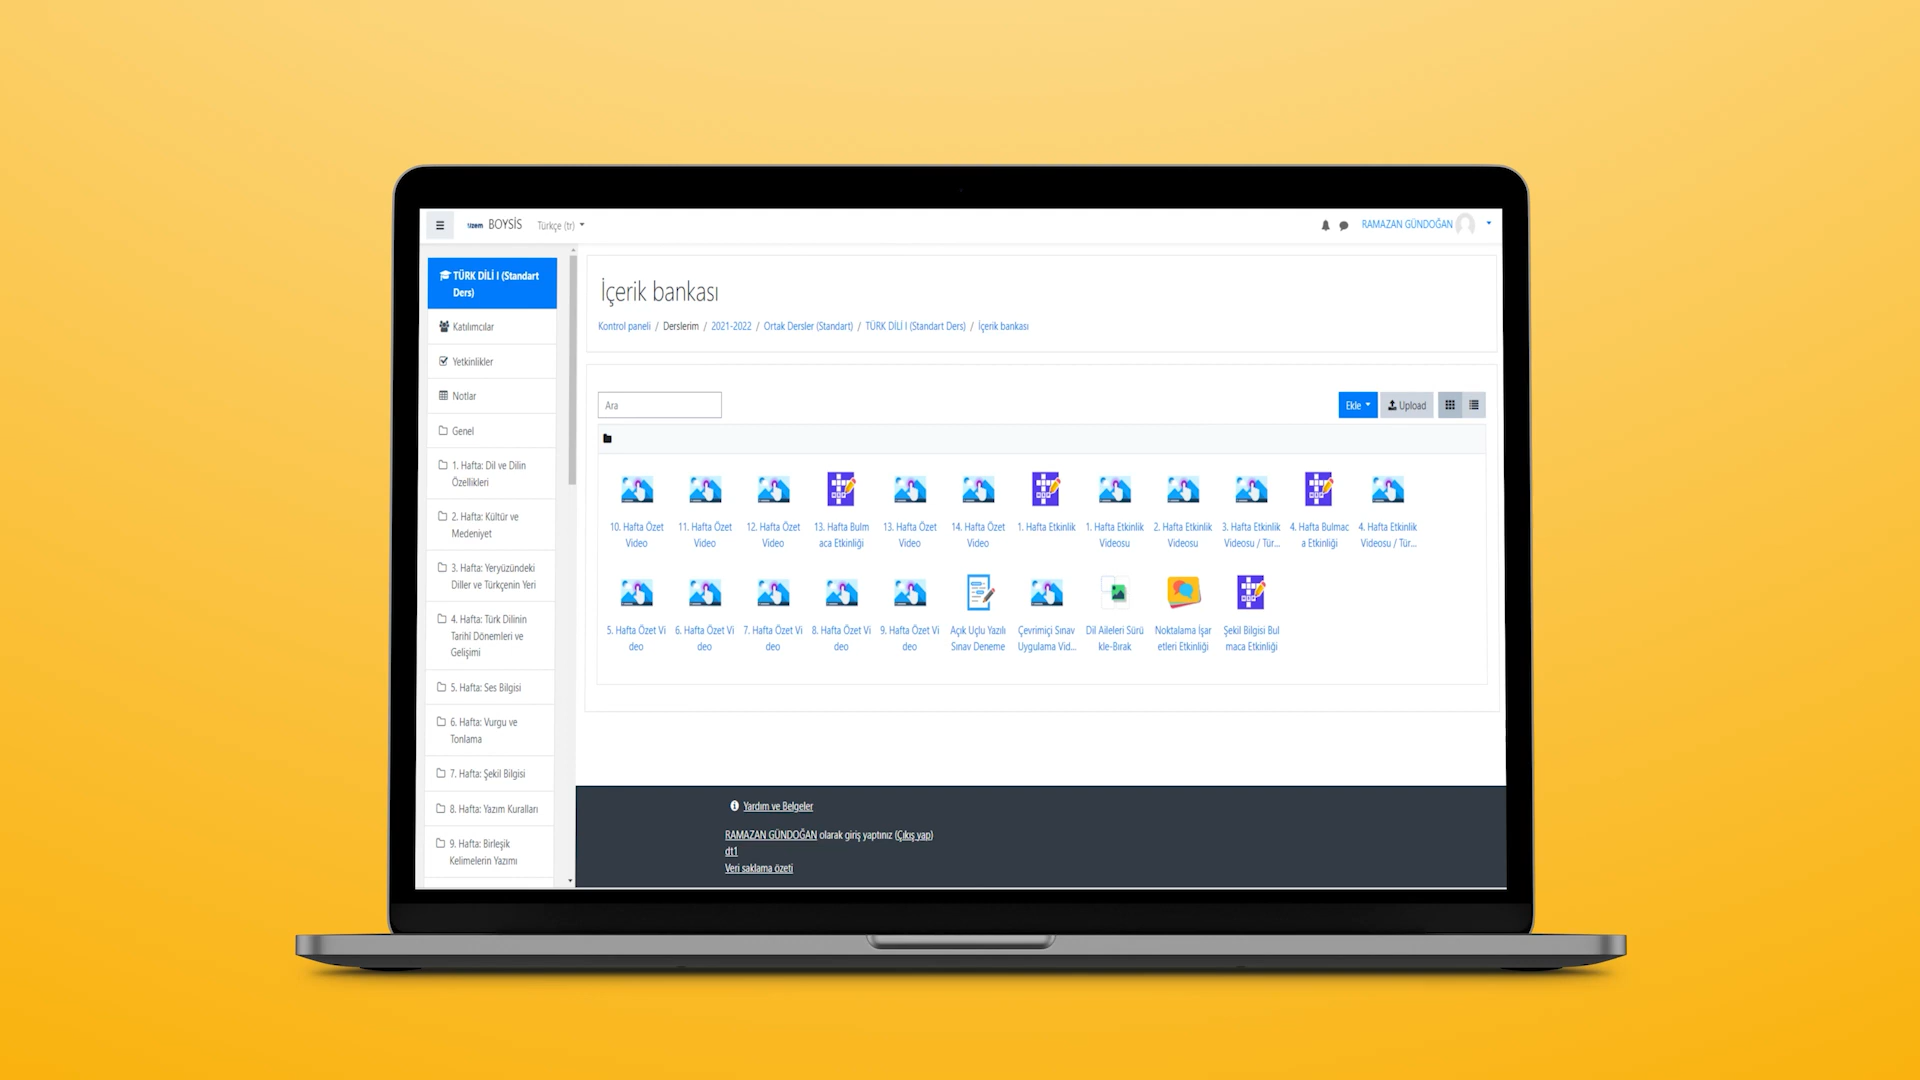 uzem BOYSİS Türkçe (tr)
RAMAZAN GÜNDOĞAN
TÜRK DİLİ I (Standart
Ders)
Katılımcılar
Yetkinlikler
Notlar
Genel
1. Hafta: Dil ve Dilin
Özellikleri
2. Hafta: Kültür ve
Medeniyet
3. Hafta: Yeryüzündeki
Diller ve Türkçenin Yeri
4. Hafta: Türk Dilinin
Tarihî Dönemleri ve
Gelişimi
5. Hafta: Ses Bilgisi
6. Hafta: Vurgu ve
Tonlama
7. Hafta: Şekil Bilgisi
8. Hafta: Yazım Kuralları
9. Hafta: Birleşik
Kelimelerin Yazımı
İçerik bankası
Kontrol paneli / Derslerim / 2021-2022 / Ortak Dersler (Standart) / TÜRK DİLİ I (Standart Ders) / İçerik bankası
Ara
Ekle
Upload
10. Hafta Özet
Video
11. Hafta Özet
Video
12. Hafta Özet
Video
13. Hafta Bulm
aca Etkinliği
13. Hafta Özet
Video
14. Hafta Özet
Video
1. Hafta Etkinlik
1. Hafta Etkinlik
Videosu
2. Hafta Etkinlik
Videosu
3. Hafta Etkinlik
Videosu / Tür...
4. Hafta Bulmac
a Etkinliği
4. Hafta Etkinlik
Videosu / Tür...
5. Hafta Özet Vi
deo
6. Hafta Özet Vi
deo
7. Hafta Özet Vi
deo
8. Hafta Özet Vi
deo
9. Hafta Özet Vi
deo
Açık Uçlu Yazılı
Sınav Deneme
Çevrimiçi Sınav
Uygulama Vid...
Dil Aileleri Sürü
kle-Bırak
Noktalama İşar
etleri Etkinliği
Şekil Bilgisi Bul
maca Etkinliği
Yardım ve Belgeler
RAMAZAN GÜNDOĞAN olarak giriş yaptınız (Çıkış yap)
dt1
Veri saklama özeti